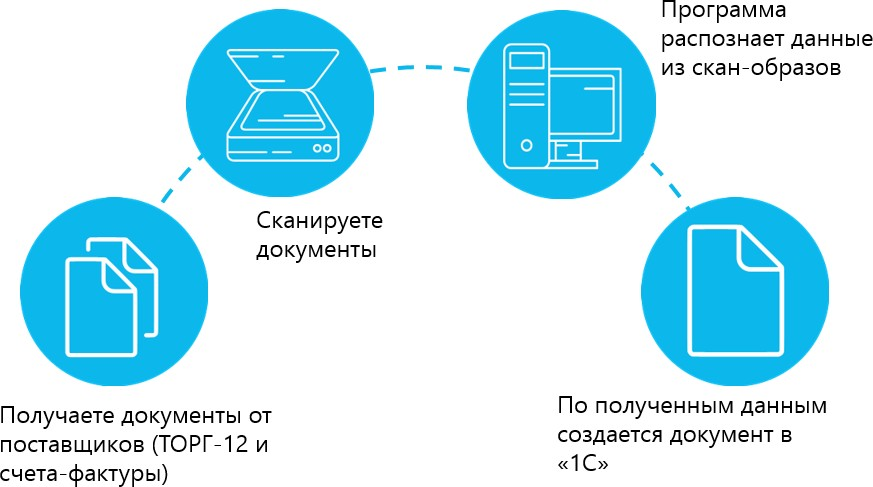 Получаете документы от
поставщиков (ТОРГ-12 и
счета-фактуры)
Сканируете
документы
Программа
распознает данные
из скан-образов
По полученным данным
создается документ в
«1С»